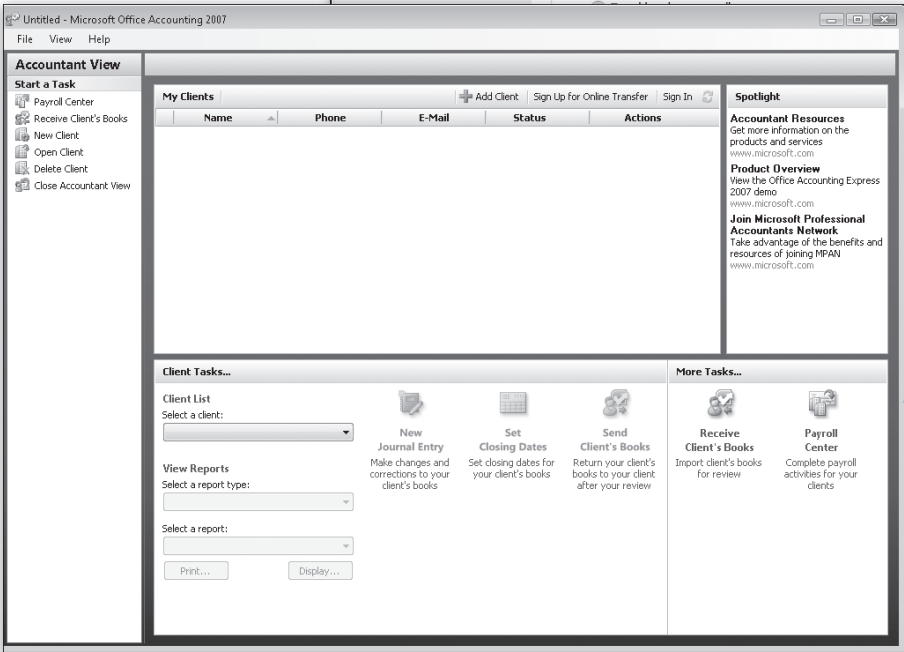 Untitled - Microsoft Office Accounting 2007
File View Help
Accountant View
Start a Task
Payroll Center
Receive Client's Books
New Client
Open Client
Delete Client
Close Accountant View
My Clients
Add Client Sign Up for Online Transfer Sign In
Name Phone E-Mail Status Actions
Spotlight
Accountant Resources
Get more information on the
products and services
www.microsoft.com
Product Overview
View the Office Accounting Express
2007 demo
www.microsoft.com
Join Microsoft Professional
Accountants Network
Take advantage of the benefits and
resources of joining MPAN
www.microsoft.com
Client Tasks...
Client List
Select a client:
View Reports
Select a report type:
Select a report:
Print... Display...
New
Journal Entry
Make changes and
corrections to your
client's books
Set
Closing Dates
Set closing dates for
your client's books
Send
Client's Books
Return your client's
books to your client
after your review
More Tasks...
Receive
Client's Books
Import client's books
for review
Payroll
Center
Complete payroll
activities for your
clients